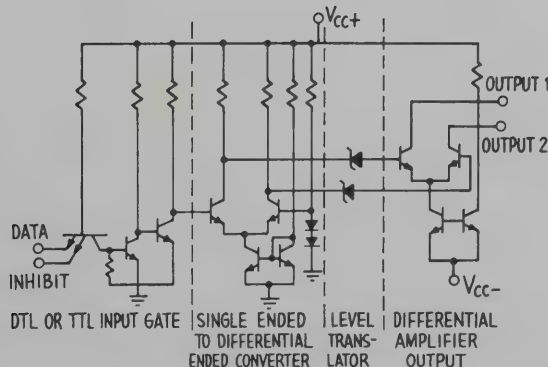 VCC+
OUTPUT 1
OUTPUT 2
DATA
INHIBIT
VCC-
DTL OR TTL INPUT GATE
SINGLE ENDED
TO DIFFERENTIAL
ENDED CONVERTER
LEVEL
TRANS-
LATOR
DIFFERENTIAL
AMPLIFIER
OUTPUT